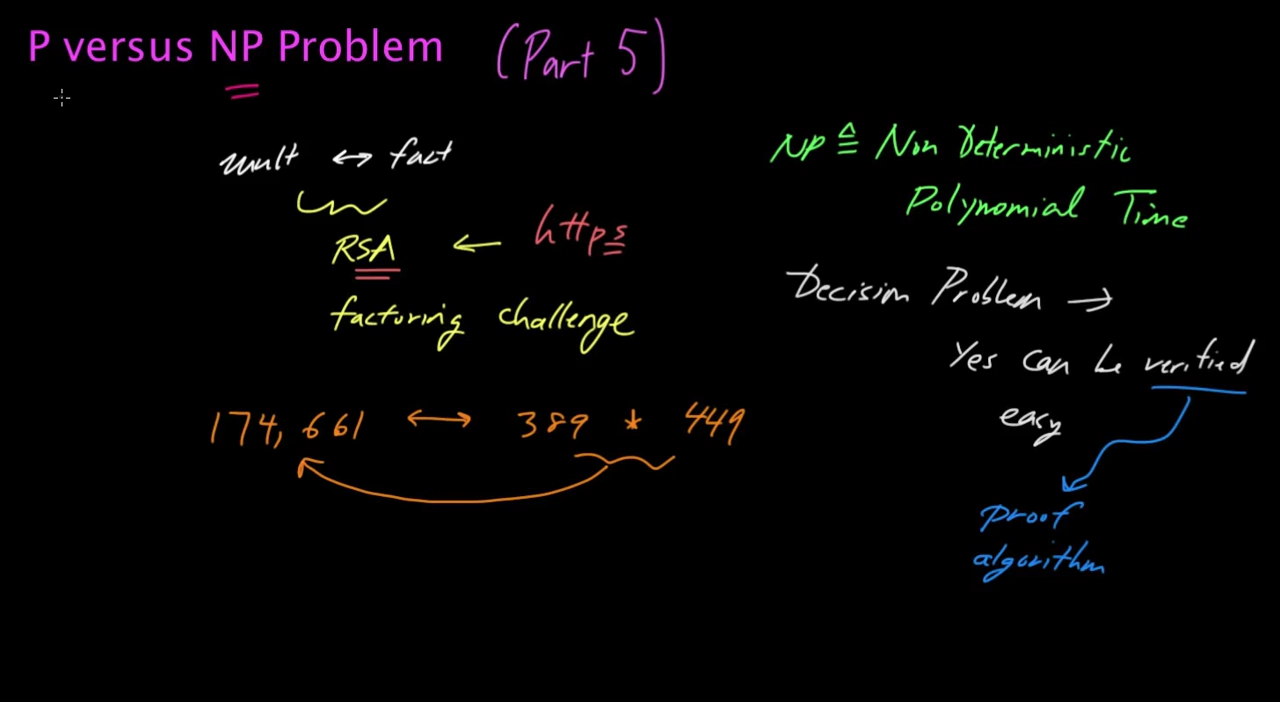 P versus NP Problem (Part 5)
mult ↔ fact
RSA ← https
factoring challenge
174,661 ↔ 389 * 449
NP ≜ Non Deterministic
Polynomial Time
Decision Problem →
Yes can be verified
easy
proof
algorithm